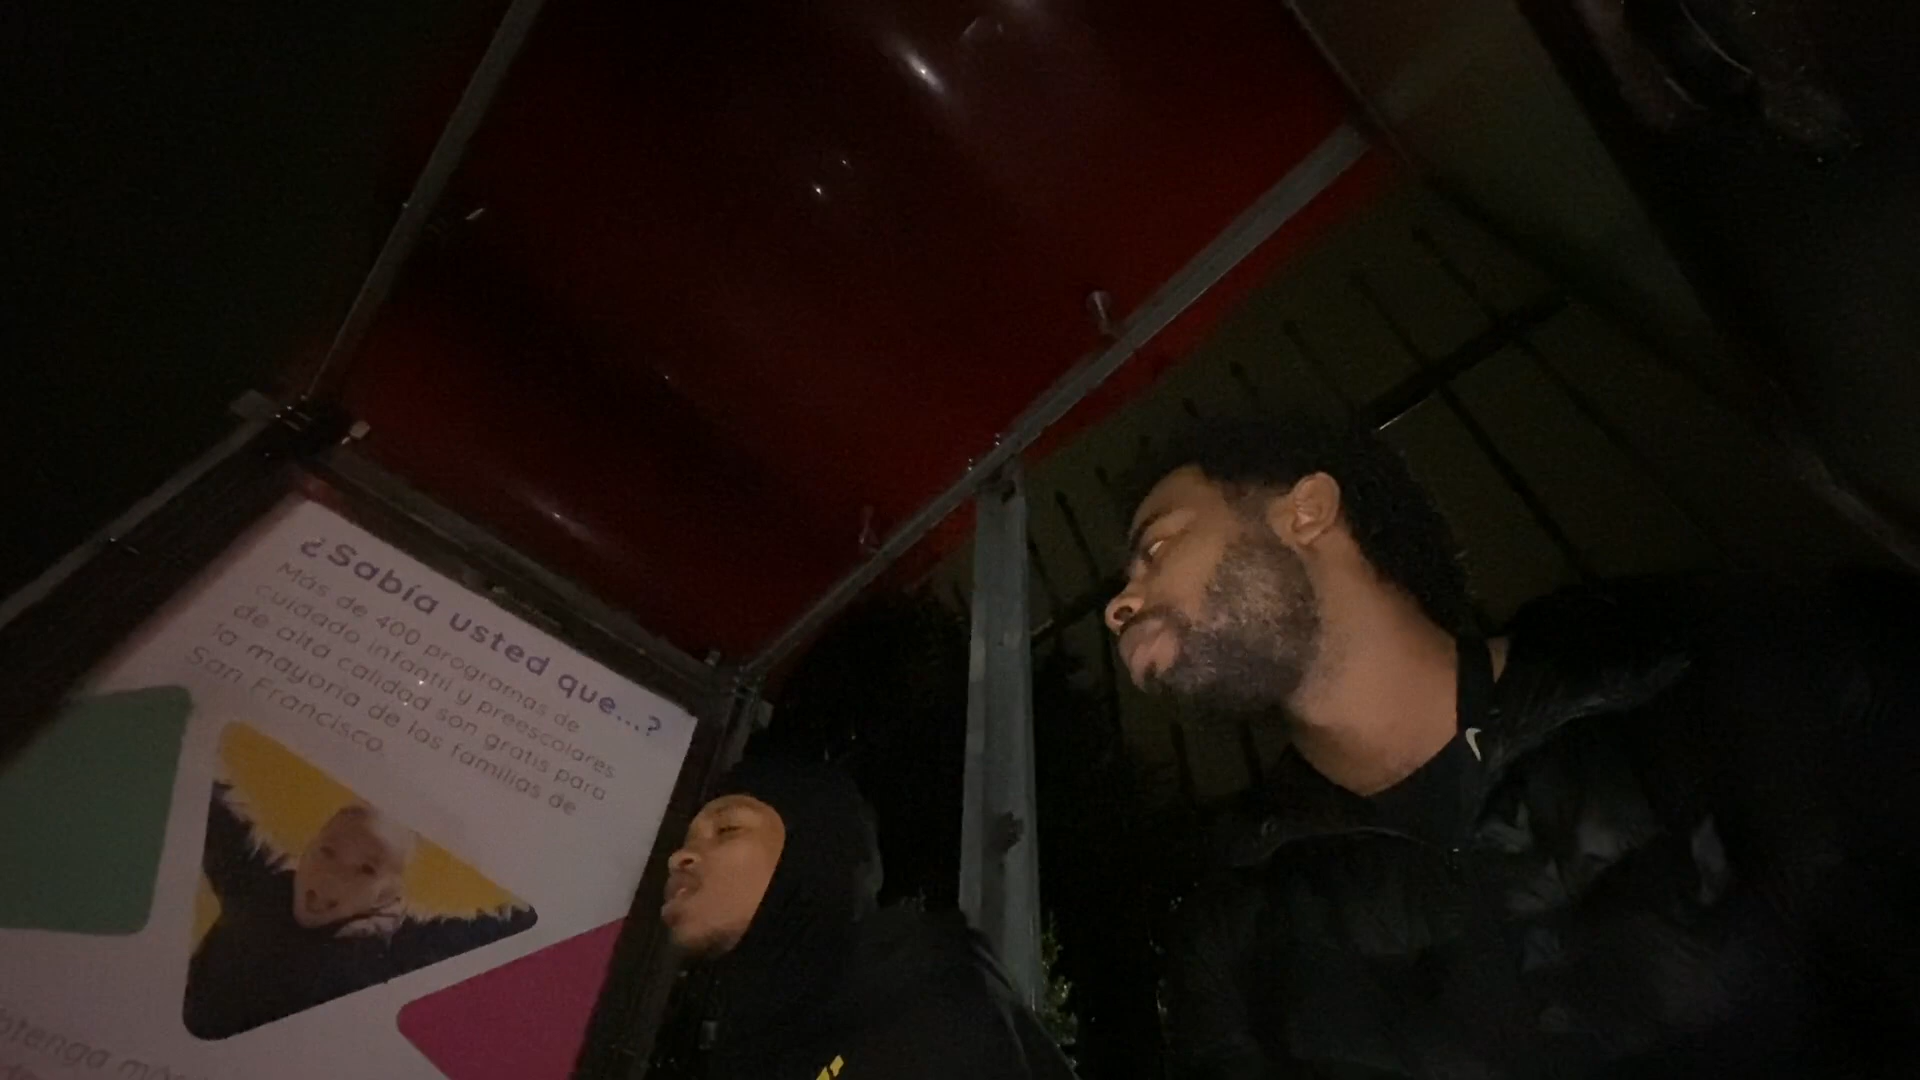 ¿Sabía usted que...?
Más de 400 programas de
cuidado infantil y preescolares
de alta calidad son gratis para
la mayoría de las familias de
San Francisco.